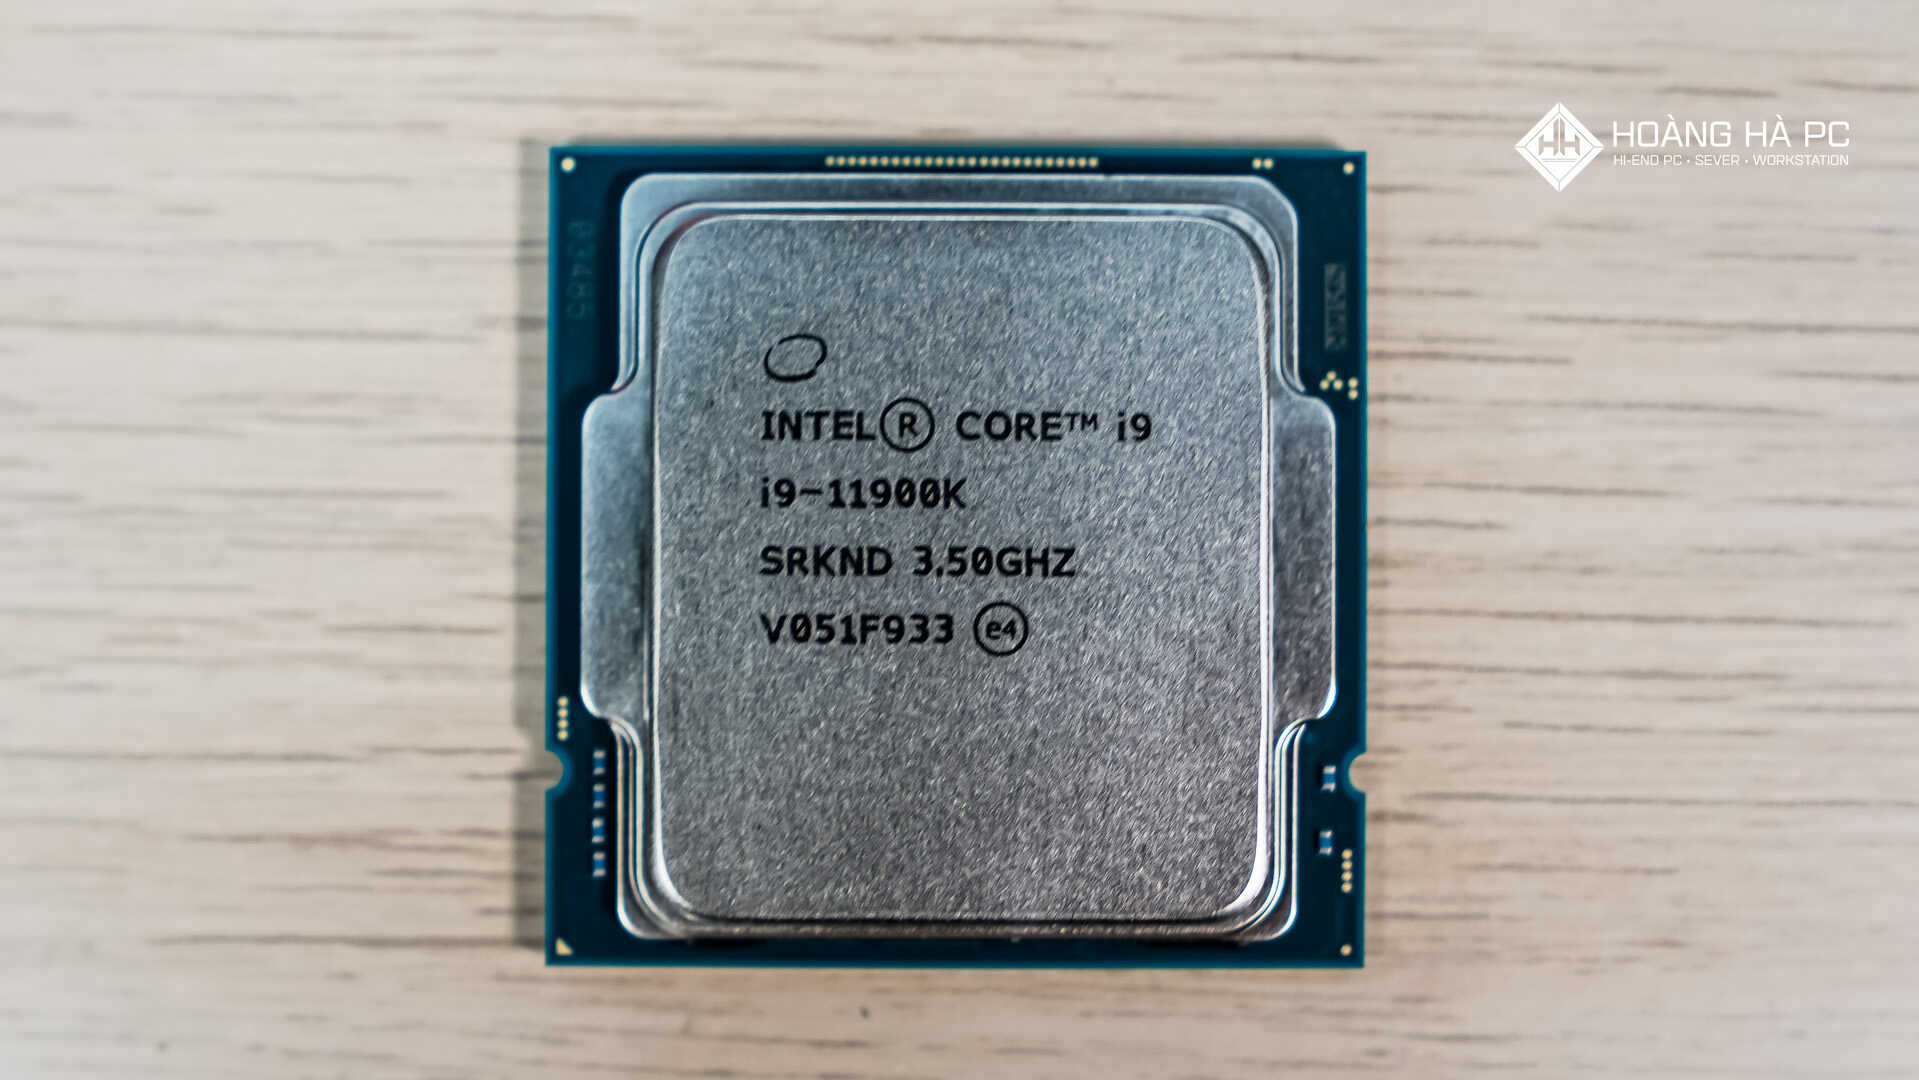 HOÀNG HÀ PC
HI-END PC • SEVER • WORKSTATION
INTEL® CORE™ i9
i9-11900K
SRKND 3.50GHZ
V051F933 e4